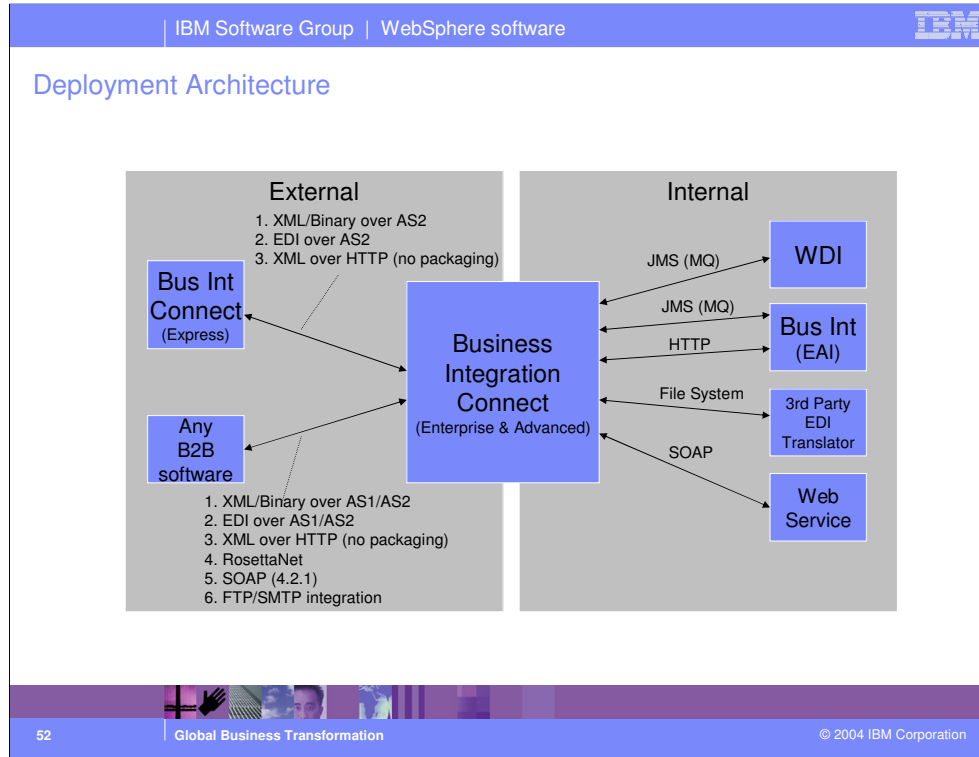 IBM Software Group | WebSphere software
IBM
Deployment Architecture
External
1. XML/Binary over AS2
2. EDI over AS2
3. XML over HTTP (no packaging)
Bus Int
Connect
(Express)
Any
B2B
software
1. XML/Binary over AS1/AS2
2. EDI over AS1/AS2
3. XML over HTTP (no packaging)
4. RosettaNet
5. SOAP (4.2.1)
6. FTP/SMTP integration
Business
Integration
Connect
(Enterprise & Advanced)
Internal
JMS (MQ)
WDI
JMS (MQ)
HTTP
Bus Int
(EAI)
File System
3rd Party
EDI
Translator
SOAP
Web
Service
52
Global Business Transformation
© 2004 IBM Corporation